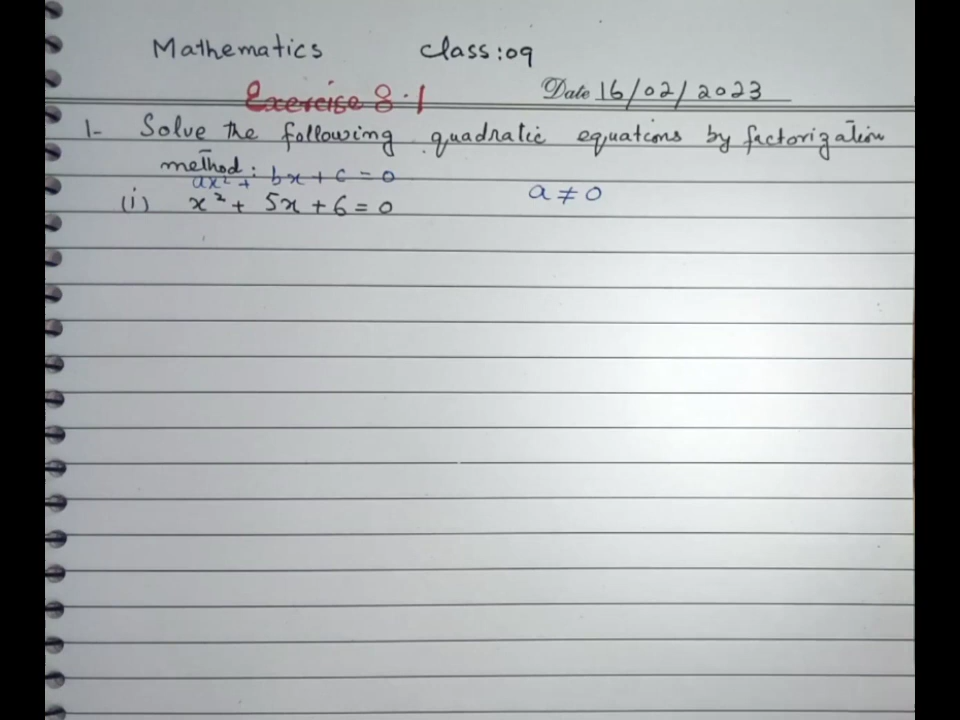 Mathematics Class:09
Exercise 8.1 Date 16/02/2023
1- Solve the following quadratic equations by factorization
method:
ax² + bx + c = 0 a ≠ 0
(i) x² + 5x + 6 = 0